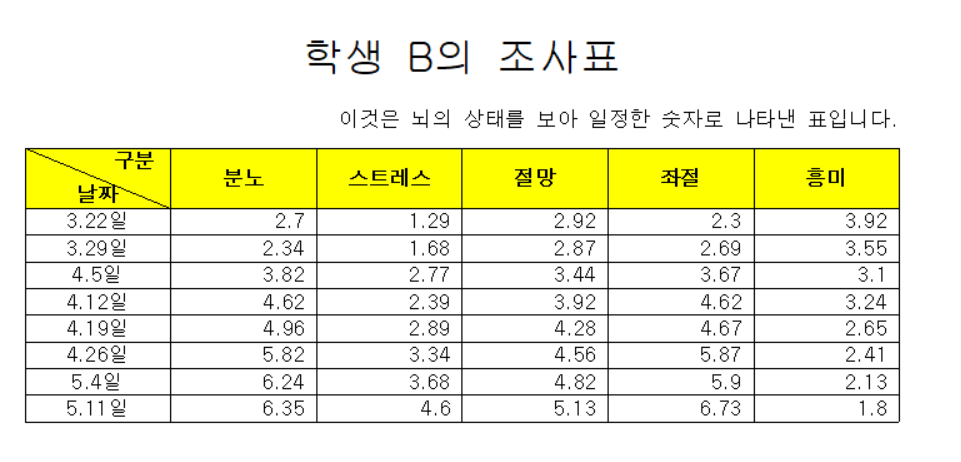 학생 B의 조사표
이것은 뇌의 상태를 보아 일정한 숫자로 나타낸 표입니다.
구분
날짜 분노 스트레스 절망 좌절 흥미
3.22일 2.7 1.29 2.92 2.3 3.92
3.29일 2.34 1.68 2.87 2.69 3.55
4.5일 3.82 2.77 3.44 3.67 3.1
4.12일 4.62 2.39 3.92 4.62 3.24
4.19일 4.96 2.89 4.28 4.67 2.65
4.26일 5.82 3.34 4.56 5.87 2.41
5.4일 6.24 3.68 4.82 5.9 2.13
5.11일 6.35 4.6 5.13 6.73 1.8